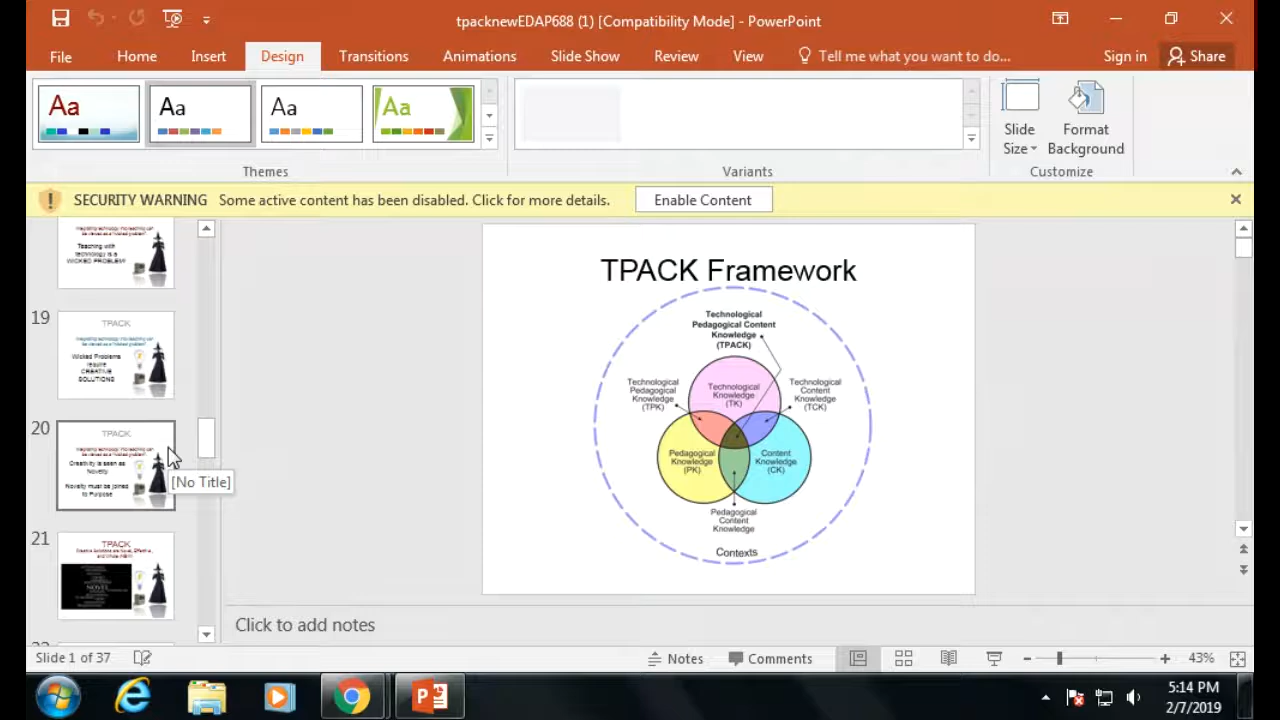 tpacknewEDAP688 (1) [Compatibility Mode] - PowerPoint
File
Home
Insert
Design
Transitions
Animations
Slide Show
Review
View
Tell me what you want to do...
Sign in
Share
Aa
Aa
Aa
Aa
Slide
Size
Format
Background
Themes
Variants
Customize
SECURITY WARNING Some active content has been disabled. Click for more details.
Enable Content
Teaching with
technology is a
WICKED PROBLEM
19
TPACK
Wicked Problems
require
CREATIVE
SOLUTIONS
20
TPACK
Creativity is seen as
Novelty
Novelty must be joined
to Purpose
[No Title]
21
TPACK
NOVEL
TPACK Framework
Technological
Pedagogical Content
Knowledge
(TPACK)
Technological
Pedagogical
Knowledge
(TPK)
Technological
Knowledge
(TK)
Technological
Content
Knowledge
(TCK)
Pedagogical
Knowledge
(PK)
Content
Knowledge
(CK)
Pedagogical
Content
Knowledge
Contexts
Click to add notes
Slide 1 of 37
Notes
Comments
43%
5:14 PM
2/7/2019